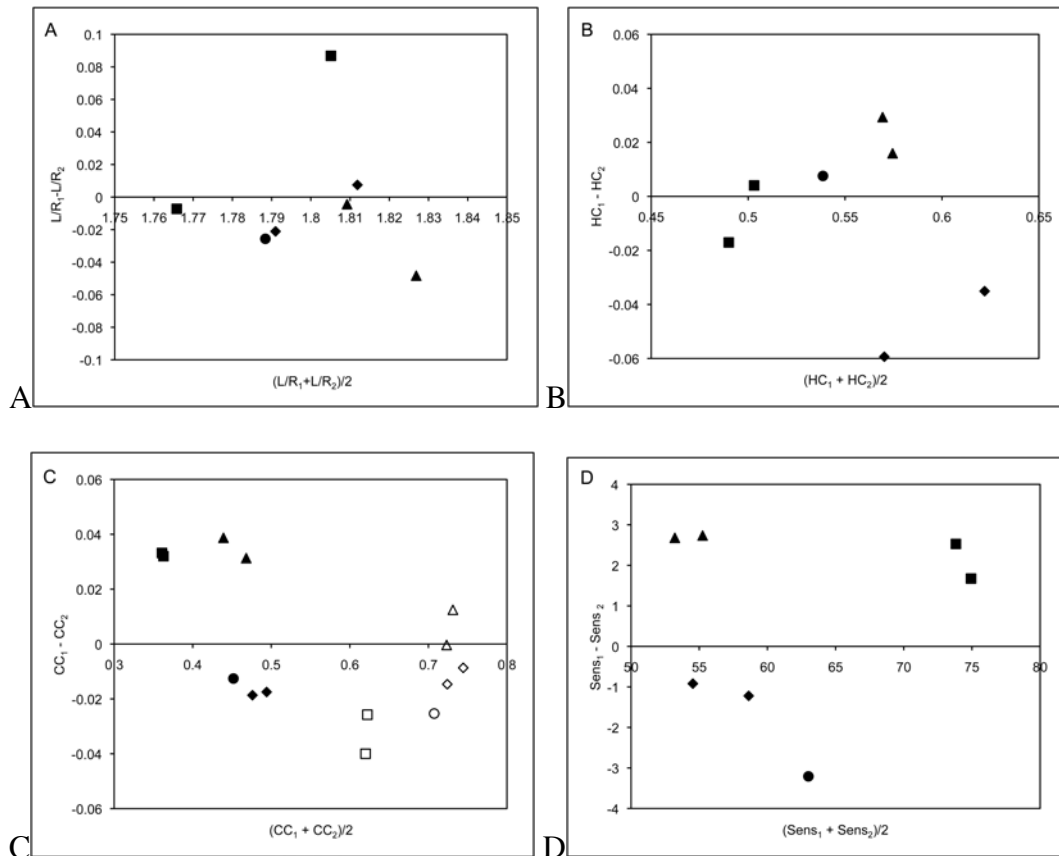 A
0.1
0.08
0.06
0.04
0.02
0
-0.02
-0.04
-0.06
-0.08
-0.1
1.75 1.76 1.77 1.78 1.79 1.8 1.81 1.82 1.83 1.84 1.85
L/R1-L/R2
(L/R1+L/R2)/2
A
B
0.06
0.04
0.02
0
-0.02
-0.04
-0.06
0.45 0.5 0.55 0.6 0.65
HC1 - HC2
(HC1 + HC2)/2
B
C
0.06
0.04
0.02
0
-0.02
-0.04
-0.06
0.3 0.4 0.5 0.6 0.7 0.8
CC1 - CC2
(CC1 + CC2)/2
C
D
4
3
2
1
0
-1
-2
-3
-4
50 55 60 65 70 75 80
Sens1 - Sens 2
(Sens1 + Sens2)/2
D